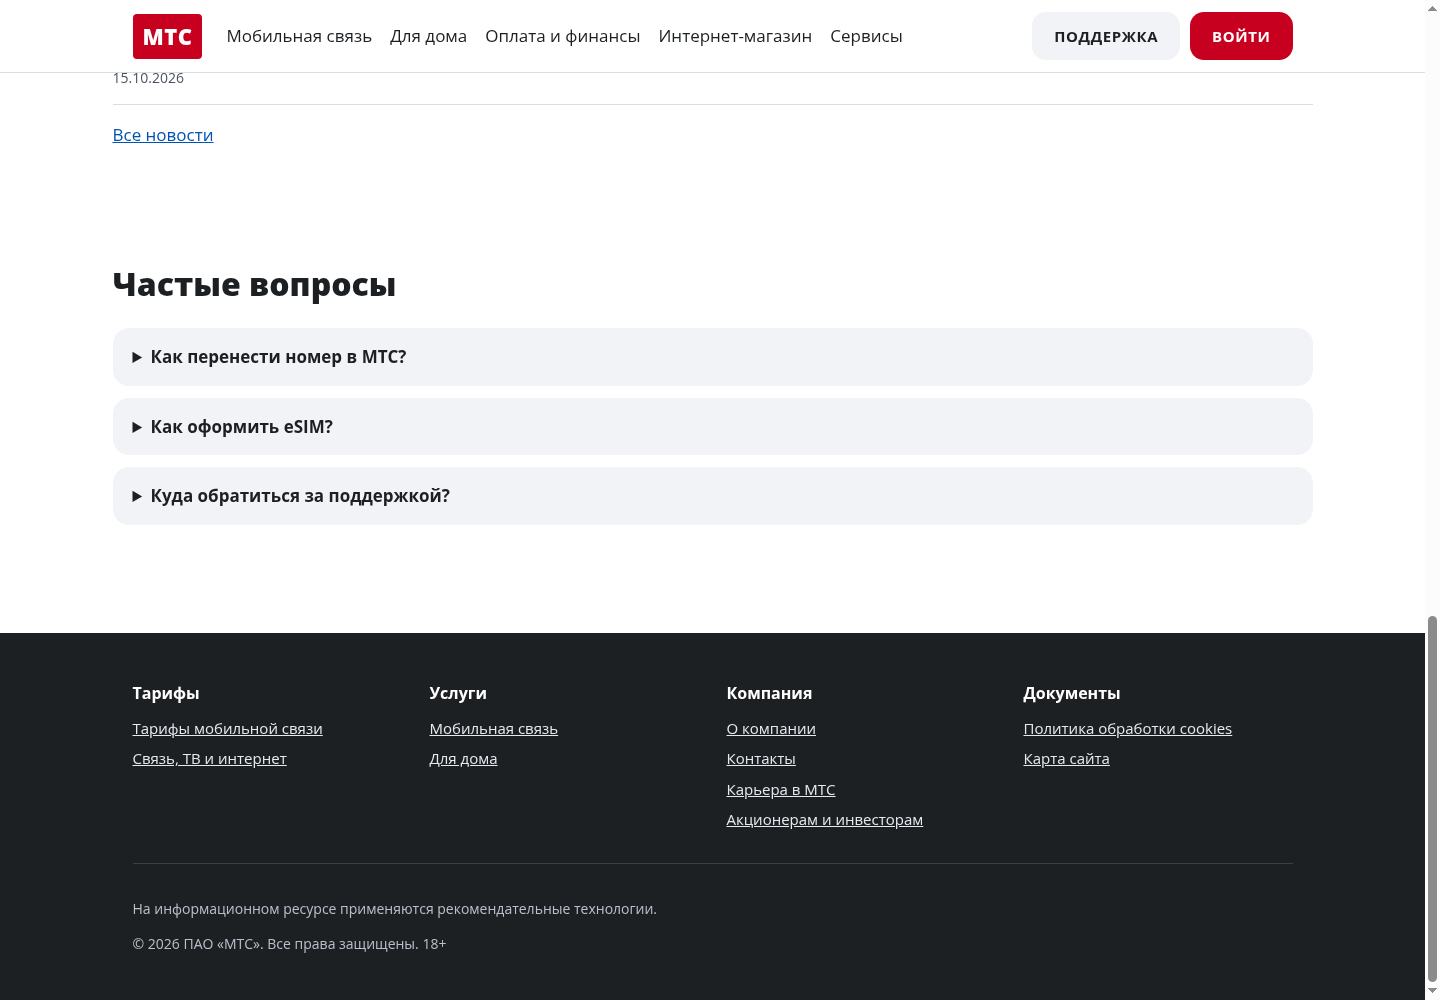 МТС
Мобильная связь Для дома Оплата и финансы Интернет-магазин Сервисы ПОДДЕРЖКА ВОЙТИ
15.10.2026
Все новости
Частые вопросы
Как перенести номер в МТС?
Как оформить eSIM?
Куда обратиться за поддержкой?
Тарифы
Тарифы мобильной связи
Связь, ТВ и интернет
Услуги
Мобильная связь
Для дома
Компания
О компании
Контакты
Карьера в МТС
Акционерам и инвесторам
Документы
Политика обработки cookies
Карта сайта
На информационном ресурсе применяются рекомендательные технологии.
© 2026 ПАО «МТС». Все права защищены. 18+